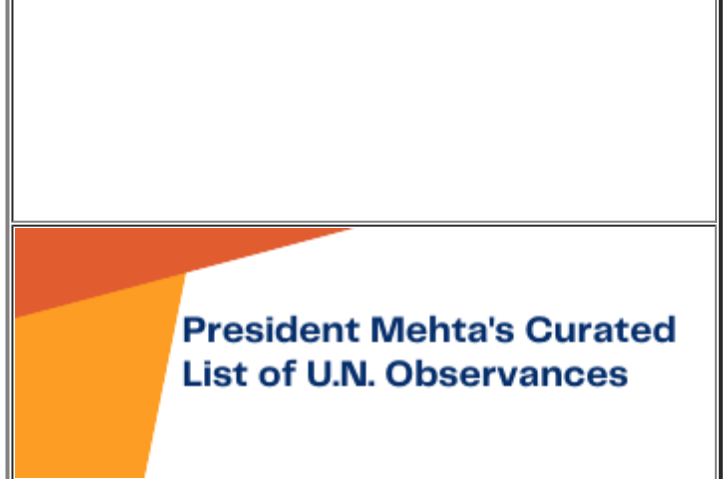 President Mehta's Curated
List of U.N. Observances